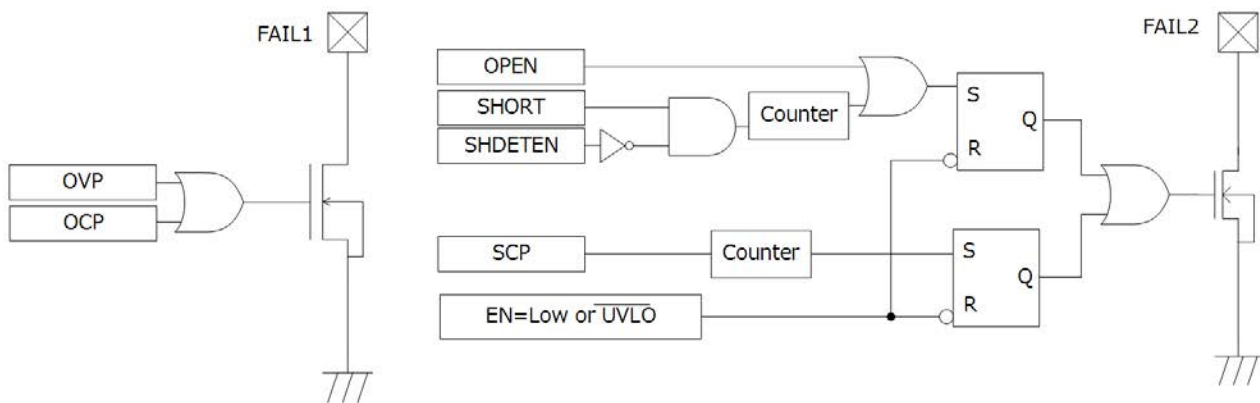 FAIL1
OVP
OCP
FAIL2
OPEN
SHORT
SHDETEN
Counter
S
R
Q
SCP
Counter
S
R
Q
EN=Low or UVLO